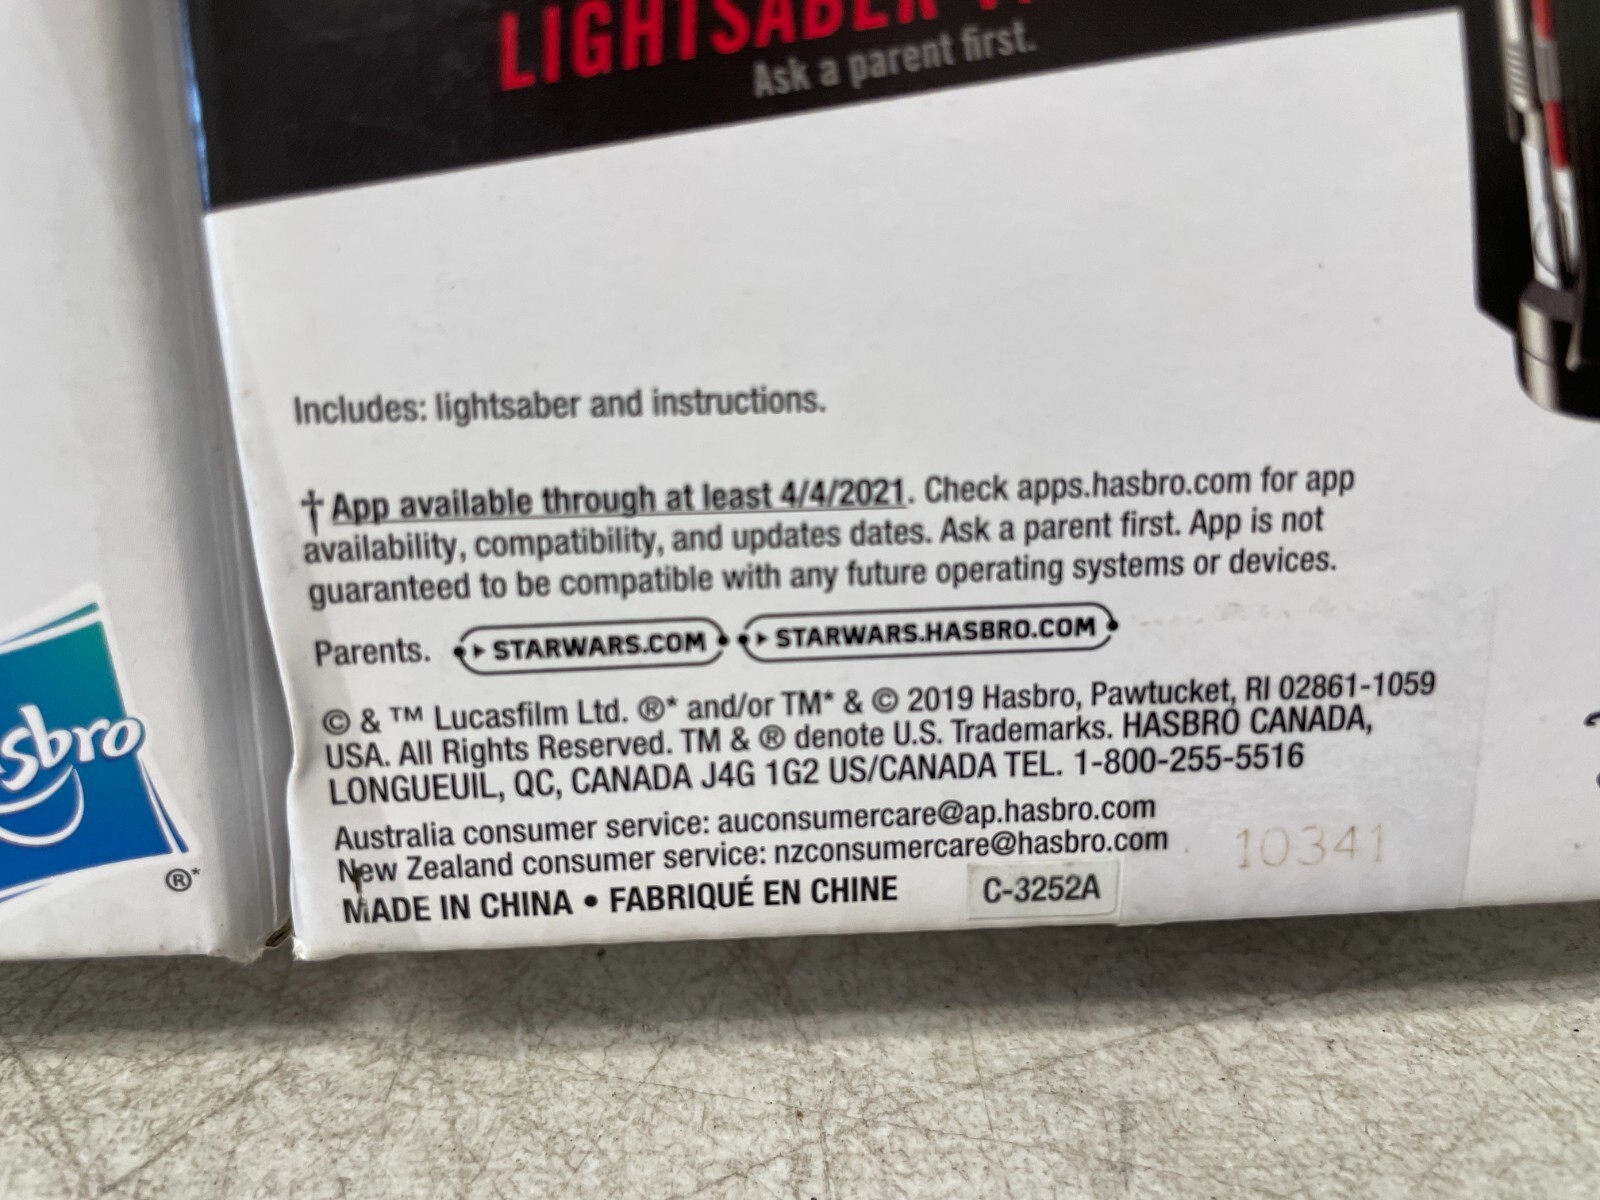 LIGHTSABER
Ask a parent first.
Includes: lightsaber and instructions.
† App available through at least 4/4/2021. Check apps.hasbro.com for app
availability, compatibility, and updates dates. Ask a parent first. App is not
guaranteed to be compatible with any future operating systems or devices.
Parents. STARWARS.COM STARWARS.HASBRO.COM
© & ™ Lucasfilm Ltd. ®* and/or TM* & © 2019 Hasbro, Pawtucket, RI 02861-1059
USA. All Rights Reserved. TM & ® denote U.S. Trademarks. HASBRO CANADA,
LONGUEUIL, QC, CANADA J4G 1G2 US/CANADA TEL. 1-800-255-5516
Australia consumer service: auconsumercare@ap.hasbro.com
New Zealand consumer service: nzconsumercare@hasbro.com
MADE IN CHINA • FABRIQUÉ EN CHINE C-3252A
10341
sbro
®*